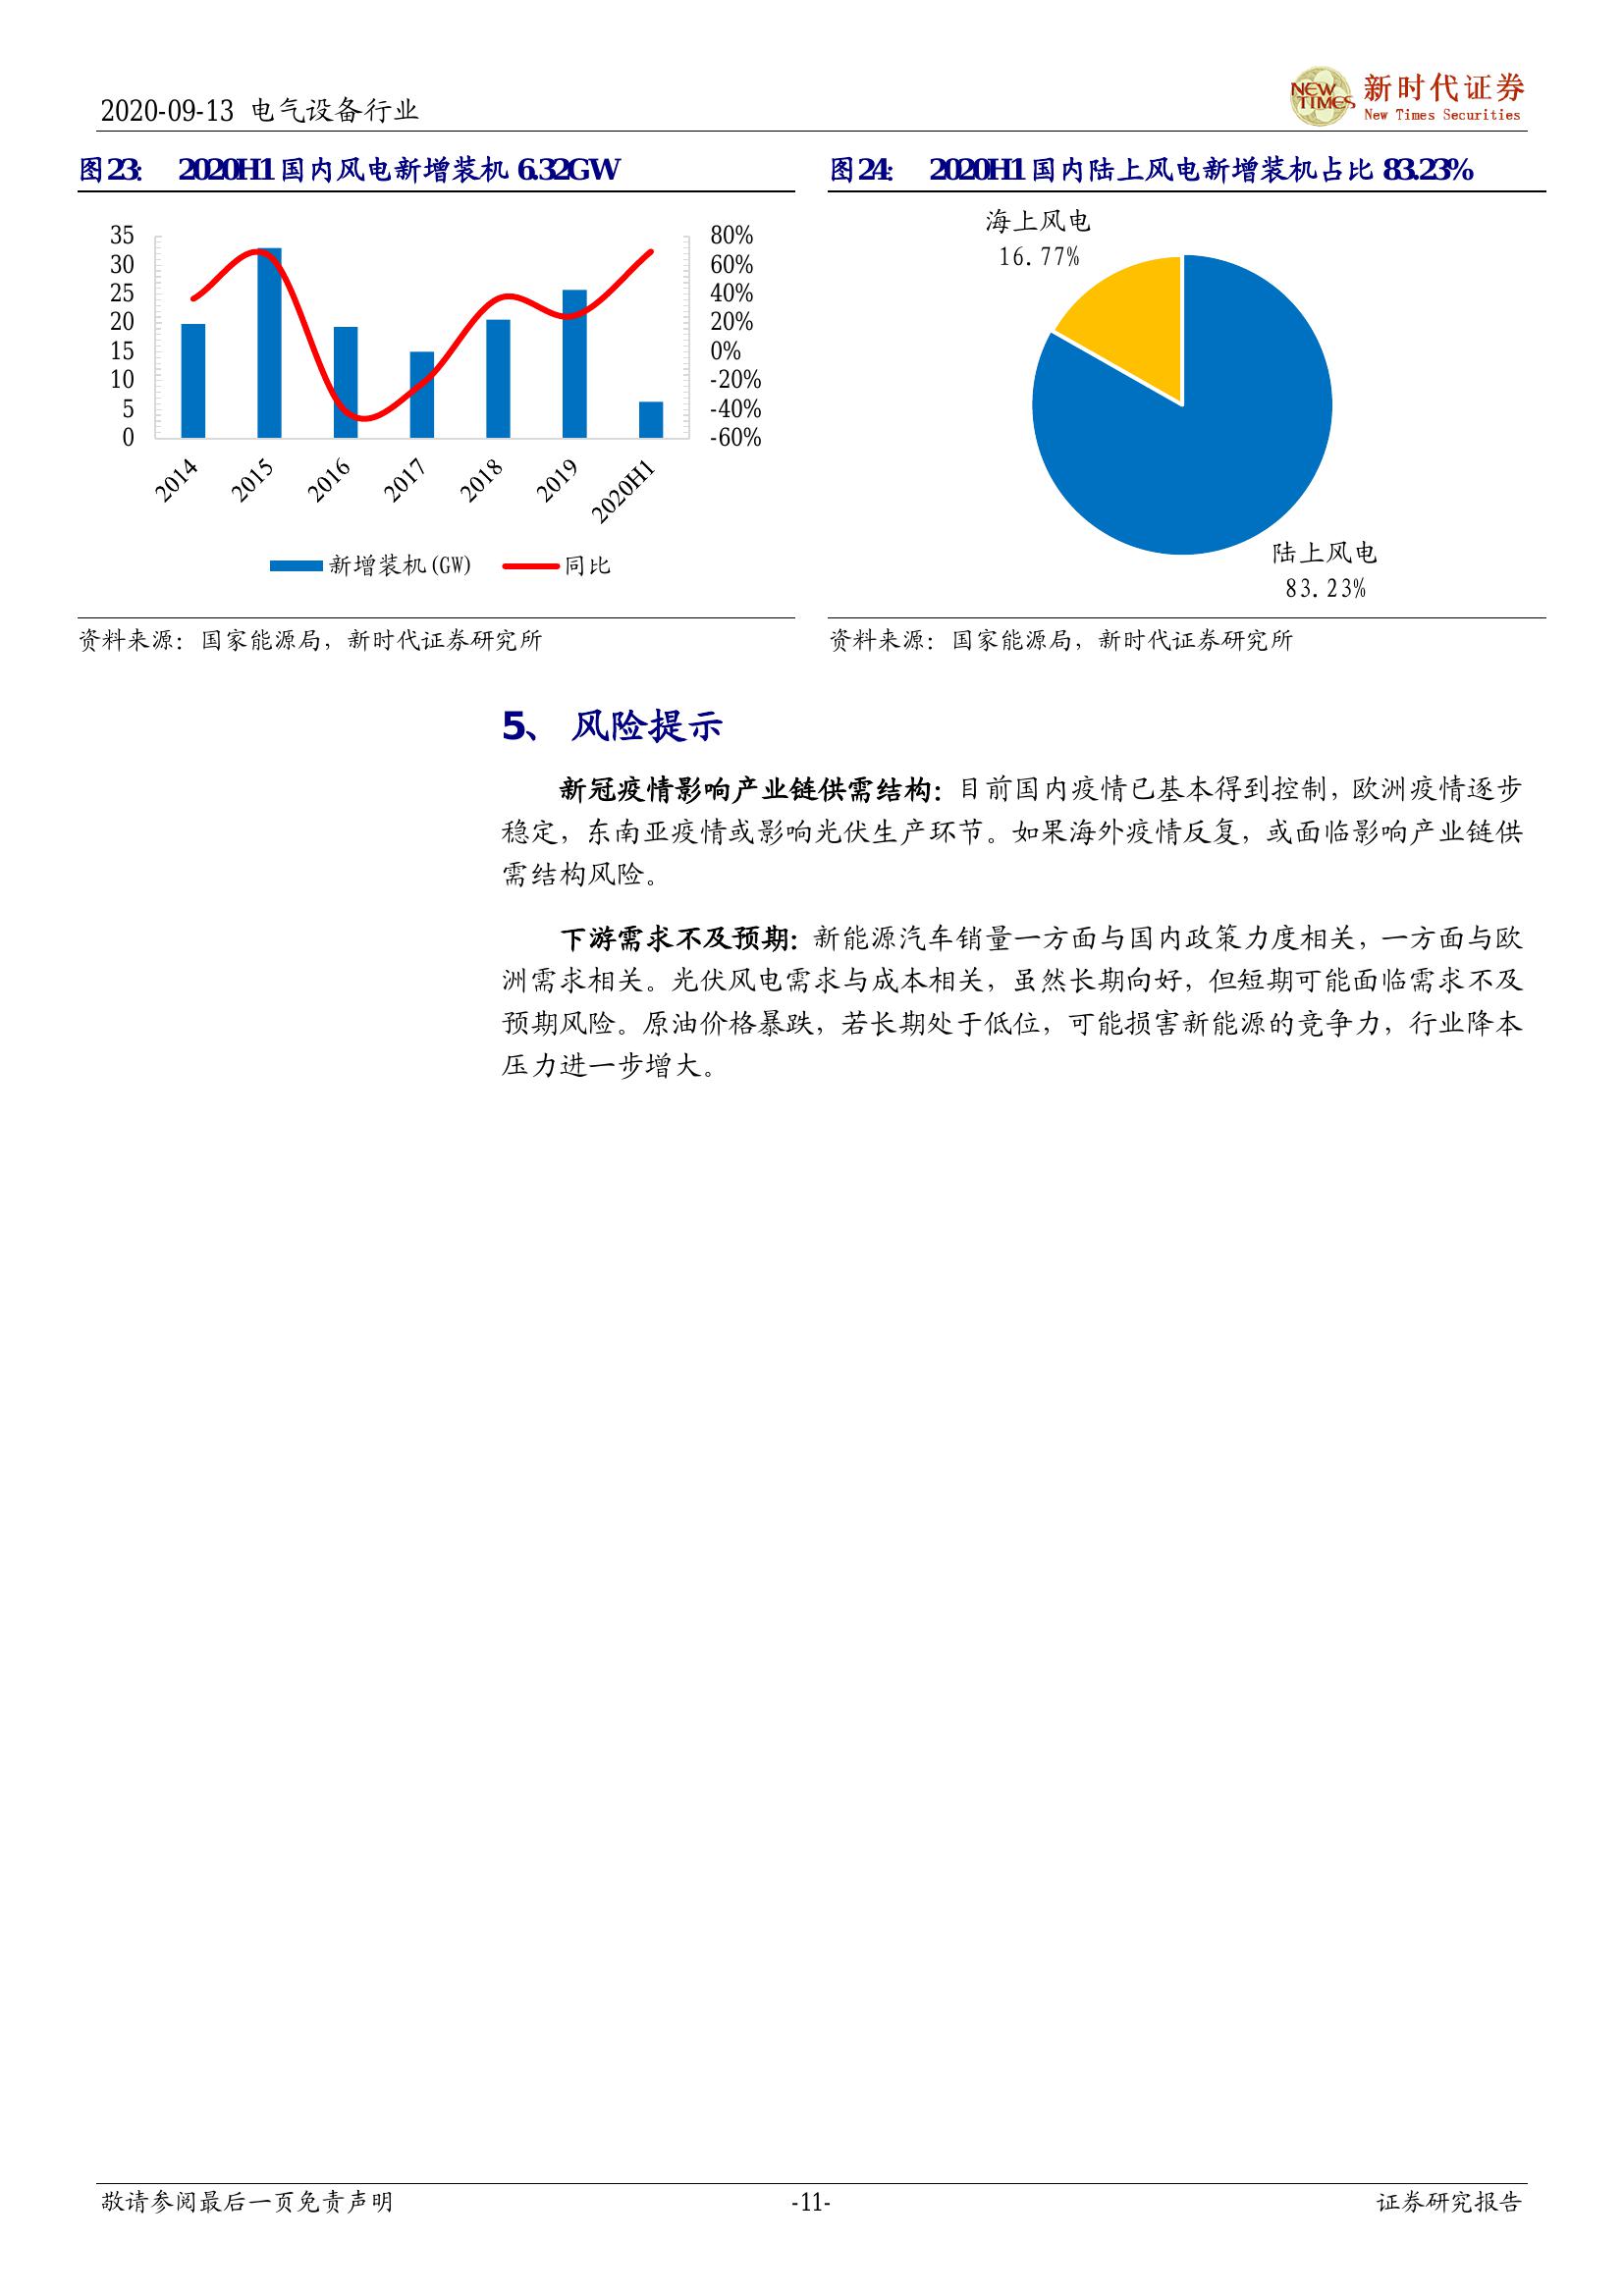 2020-09-13 电气设备行业
NEW TIMES
新时代证券
New Times Securities
图23： 2020H1 国内风电新增装机 6.32GW
35
30
25
20
15
10
5
0
80%
60%
40%
20%
0%
-20%
-40%
-60%
2014
2015
2016
2017
2018
2019
2020H1
新增装机(GW)
同比
资料来源：国家能源局，新时代证券研究所
图24： 2020H1 国内陆上风电新增装机占比 83.23%
海上风电
16.77%
陆上风电
83.23%
资料来源：国家能源局，新时代证券研究所
5、 风险提示
新冠疫情影响产业链供需结构：目前国内疫情已基本得到控制，欧洲疫情逐步
稳定，东南亚疫情或影响光伏生产环节。如果海外疫情反复，或面临影响产业链供
需结构风险。
下游需求不及预期：新能源汽车销量一方面与国内政策力度相关，一方面与欧
洲需求相关。光伏风电需求与成本相关，虽然长期向好，但短期可能面临需求不及
预期风险。原油价格暴跌，若长期处于低位，可能损害新能源的竞争力，行业降本
压力进一步增大。
敬请参阅最后一页免责声明
-11-
证券研究报告